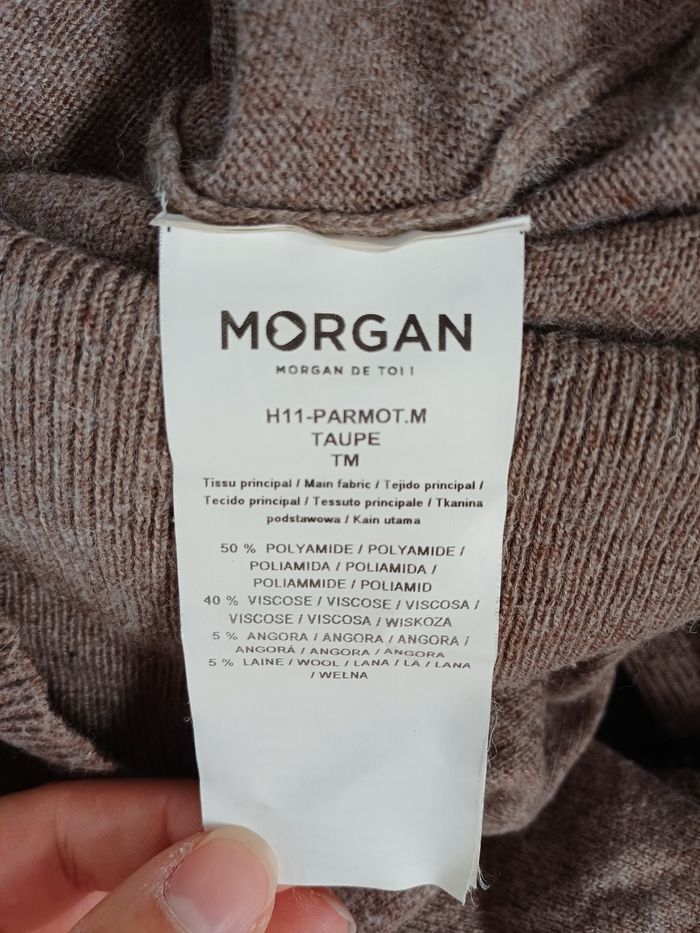 MORGAN
MORGAN DE TOI !
H11-PARMOT.M
TAUPE
TM
Tissu principal / Main fabric / Tejido principal /
Tecido principal / Tessuto principale / Tkanina
podstawowa / Kain utama
50 % POLYAMIDE / POLYAMIDE /
POLIAMIDA / POLIAMIDA /
POLIAMMIDE / POLIAMID
40 % VISCOSE / VISCOSE / VISCOSA /
VISCOSE / VISCOSA / WISKOZA
5 % ANGORA / ANGORA / ANGORA /
ANGORÁ / ANGORA / ANGORA
5 % LAINE / WOOL / LANA / LÃ / LANA
/ WEŁNA